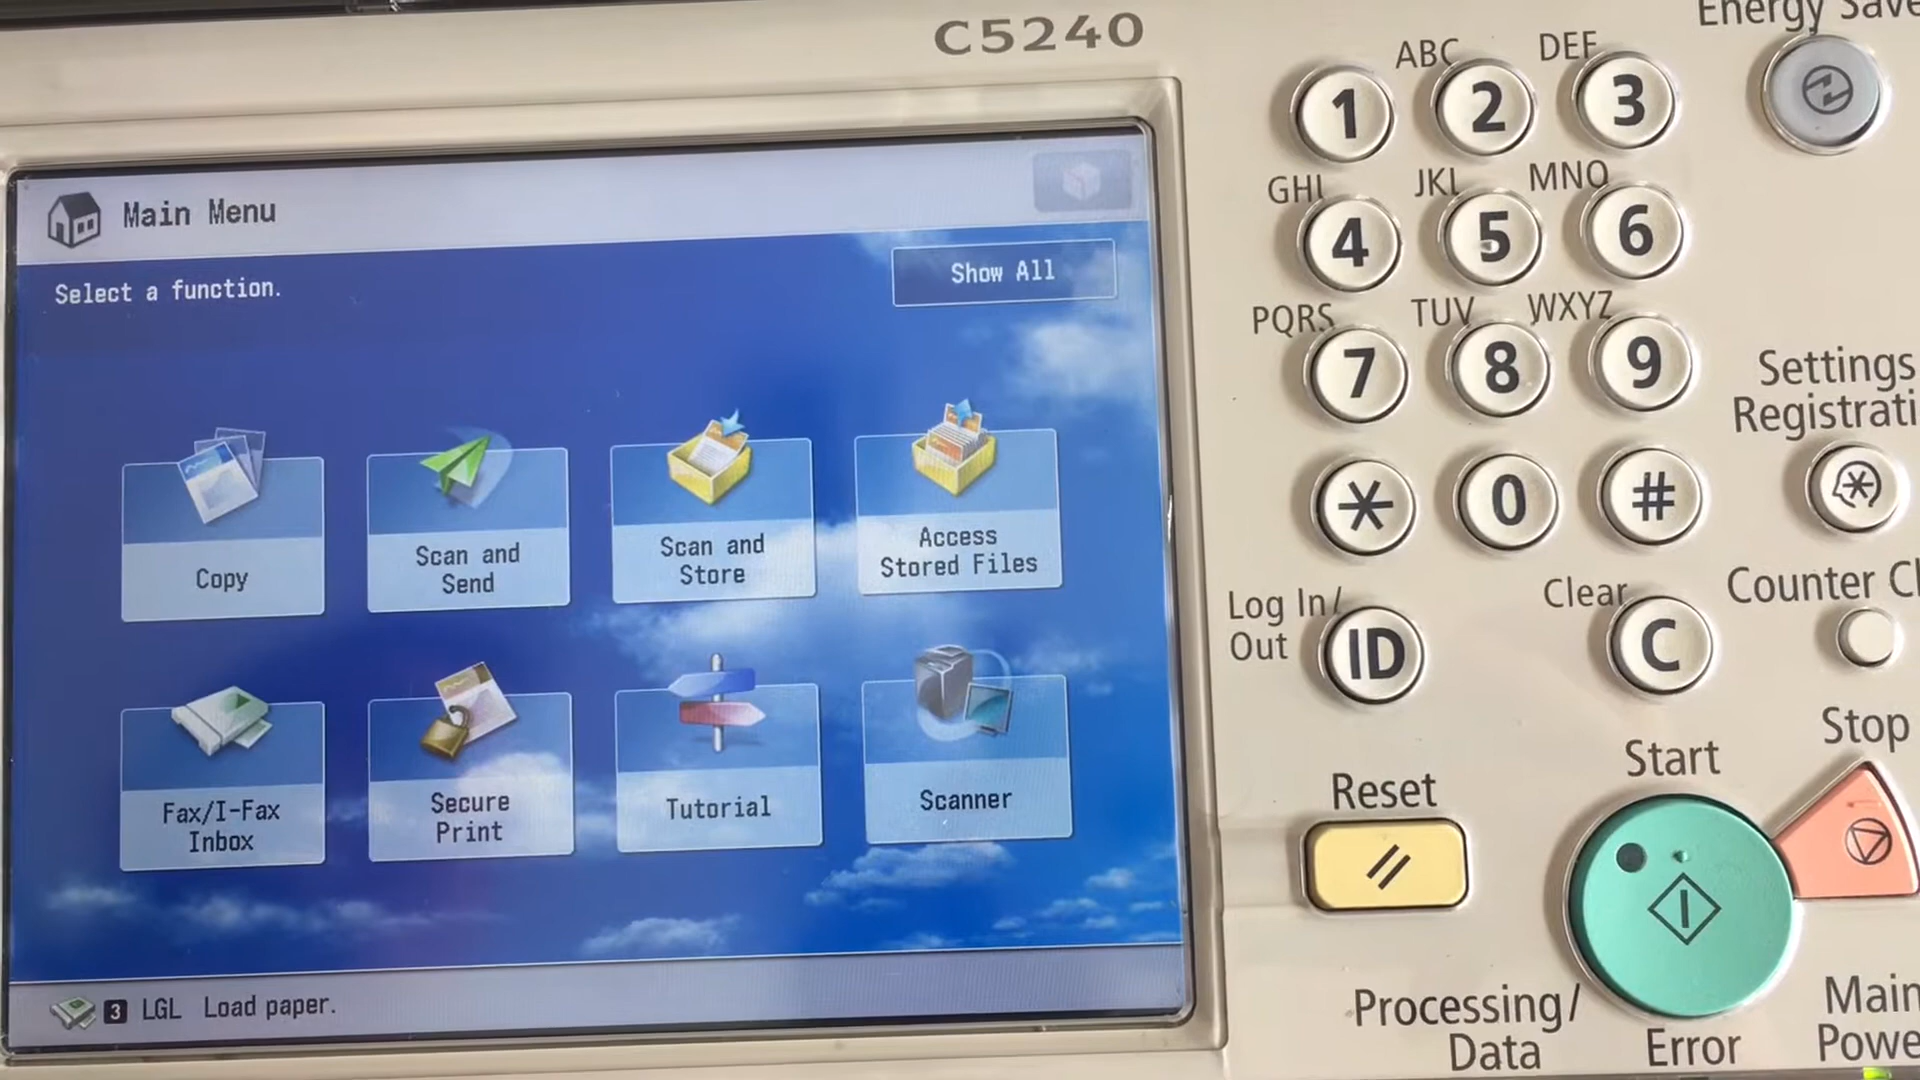 C5240
Main Menu
Select a function.
Show All
Copy
Scan and
Send
Scan and
Store
Access
Stored Files
Fax/I-Fax
Inbox
Secure
Print
Tutorial
Scanner
3 LGL Load paper.
Energy Save
ABC DEF
1 2 3
GHI JKL MNO
4 5 6
PQRS TUV WXYZ
7 8 9
Settings
Registrati
* 0 #
Log In/
Out
ID
Clear
C
Counter C
Reset
Start
Stop
Processing/
Data
Error
Main
Powe